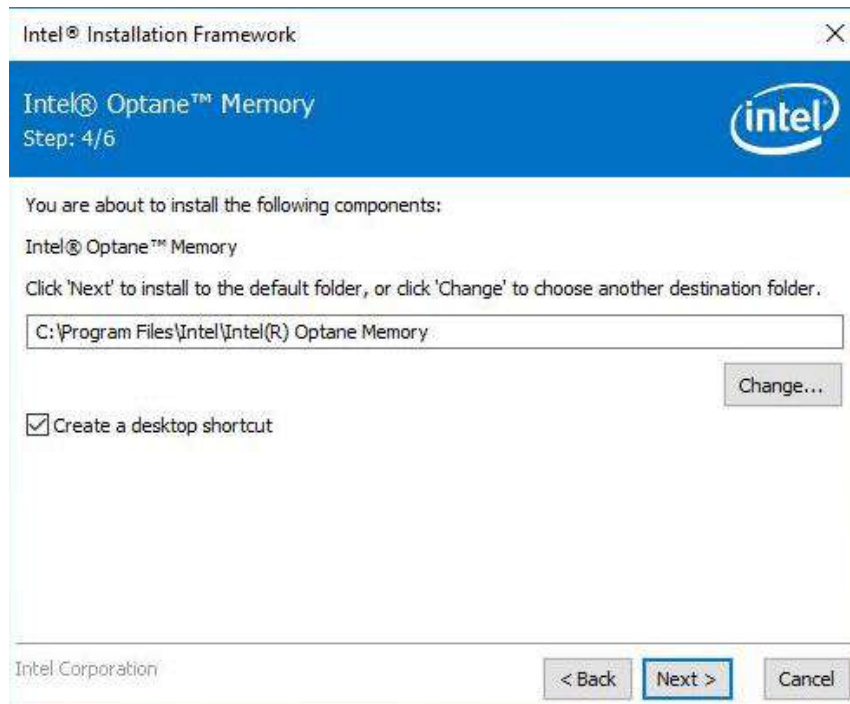 Intel® Installation Framework
Intel® Optane™ Memory
Step: 4/6
intel
You are about to install the following components:
Intel® Optane™ Memory
Click 'Next' to install to the default folder, or click 'Change' to choose another destination folder.
C:\Program Files\Intel\Intel(R) Optane Memory
Change...
Create a desktop shortcut
Intel Corporation
< Back
Next >
Cancel